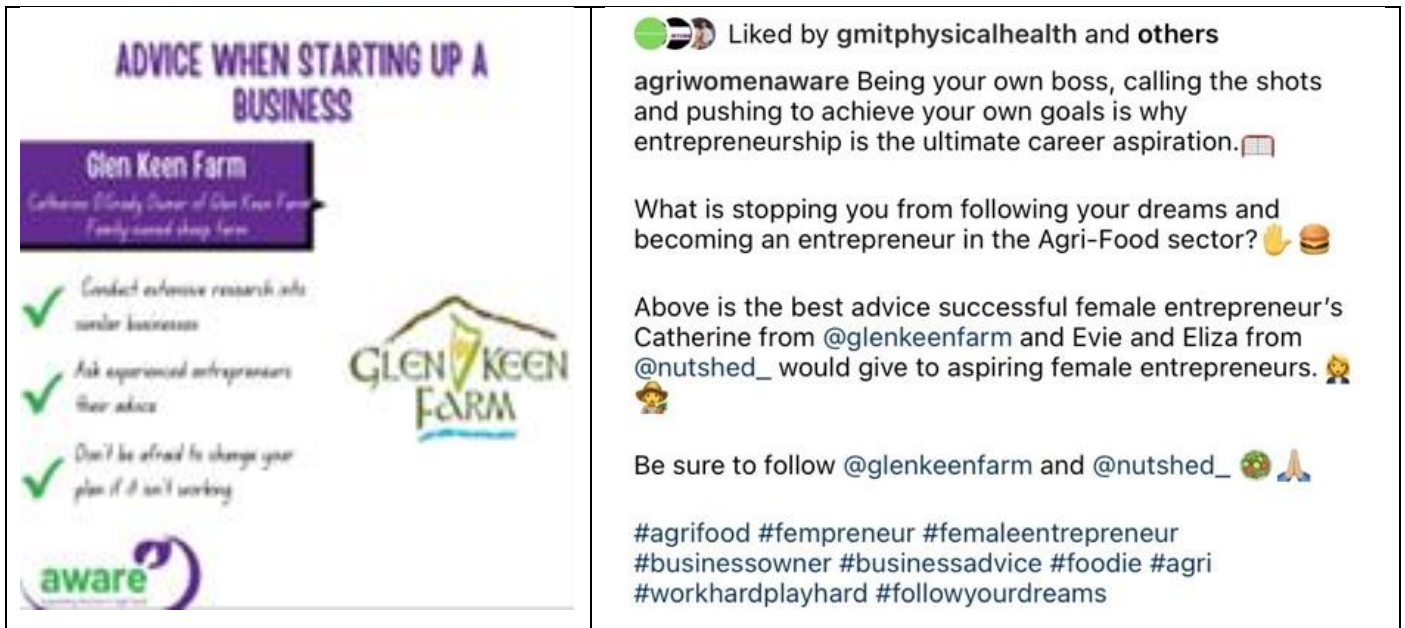 ADVICE WHEN STARTING UP A
BUSINESS
Glen Keen Farm
Catherine O'Grady Owner of Glen Keen Farm
Family owned sheep farm
Conduct extensive research into
similar businesses
Ask experienced entrepreneurs
their advice
Don't be afraid to change your
plan if it isn't working
GLEN KEEN
FARM
aware
Liked by gmitphysicalhealth and others
agriwomenaware Being your own boss, calling the shots
and pushing to achieve your own goals is why
entrepreneurship is the ultimate career aspiration.
What is stopping you from following your dreams and
becoming an entrepreneur in the Agri-Food sector?✋ 🍔
Above is the best advice successful female entrepreneur’s
Catherine from @glenkeenfarm and Evie and Eliza from
@nutshed_ would give to aspiring female entrepreneurs.
Be sure to follow @glenkeenfarm and @nutshed_ 🥗🙏
#agrifood #fempreneur #femaleentrepreneur
#businessowner #businessadvice #foodie #agri
#workhardplayhard #followyourdreams